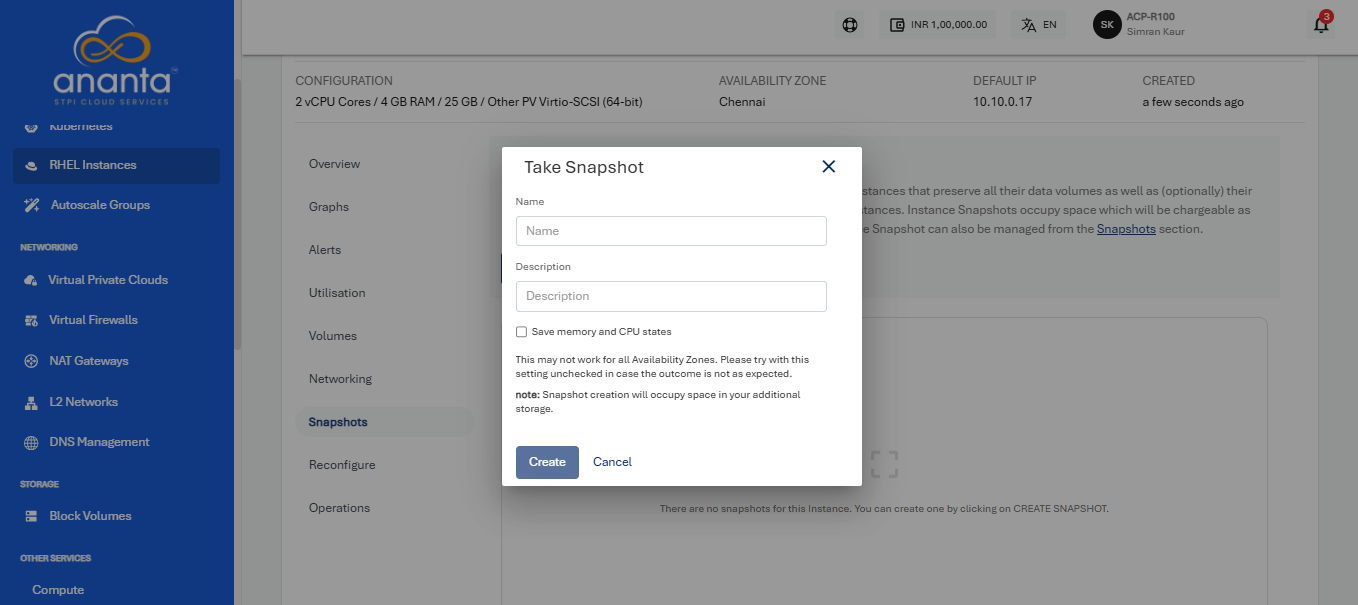 ananta
STPI CLOUD SERVICES
Kubernetes
RHEL Instances
Autoscale Groups
NETWORKING
Virtual Private Clouds
Virtual Firewalls
NAT Gateways
L2 Networks
DNS Management
STORAGE
Block Volumes
OTHER SERVICES
Compute
INR 1,00,000.00
EN
SK
ACP-R100
Simran Kaur
3
CONFIGURATION
2 vCPU Cores / 4 GB RAM / 25 GB / Other PV Virtio-SCSI (64-bit)
AVAILABILITY ZONE
Chennai
DEFAULT IP
10.10.0.17
CREATED
a few seconds ago
Overview
Graphs
Alerts
Utilisation
Volumes
Networking
Snapshots
Reconfigure
Operations
stances that preserve all their data volumes as well as (optionally) their
tances. Instance Snapshots occupy space which will be chargeable as
e Snapshot can also be managed from the Snapshots section.
Take Snapshot
Name
Name
Description
Description
Save memory and CPU states
This may not work for all Availability Zones. Please try with this
setting unchecked in case the outcome is not as expected.
note: Snapshot creation will occupy space in your additional
storage.
Create
Cancel
There are no snapshots for this Instance. You can create one by clicking on CREATE SNAPSHOT.